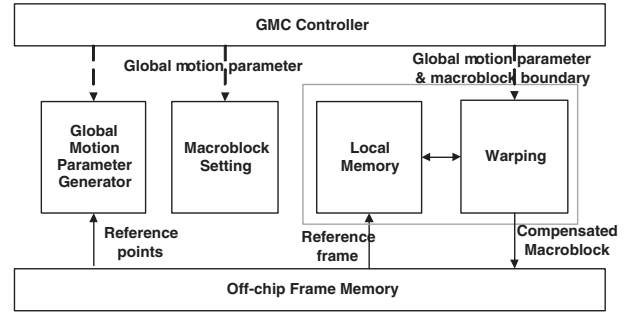 GMC Controller
Global motion parameter
Global motion parameter
& macroblock boundary
Global
Motion
Parameter
Generator
Macroblock
Setting
Local
Memory
Warping
Reference
points
Reference
frame
Compensated
Macroblock
Off-chip Frame Memory